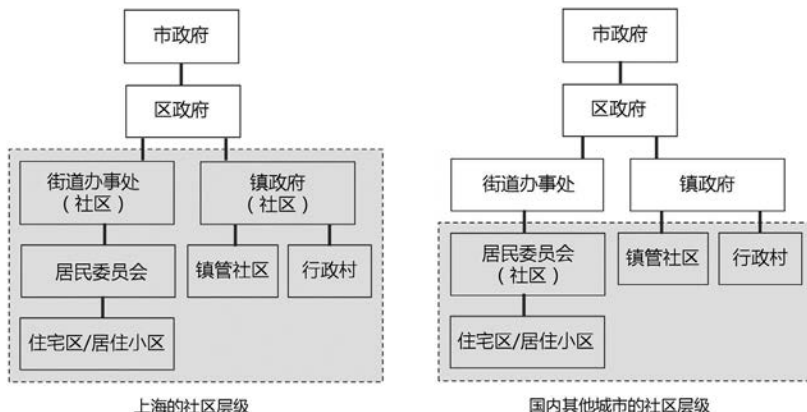 市政府
区政府
街道办事处
（社区）
镇政府
（社区）
居民委员会
镇管社区
行政村
住宅区/居住小区
上海的社区层级
市政府
区政府
街道办事处
镇政府
居民委员会
（社区）
镇管社区
行政村
住宅区/居住小区
国内其他城市的社区层级